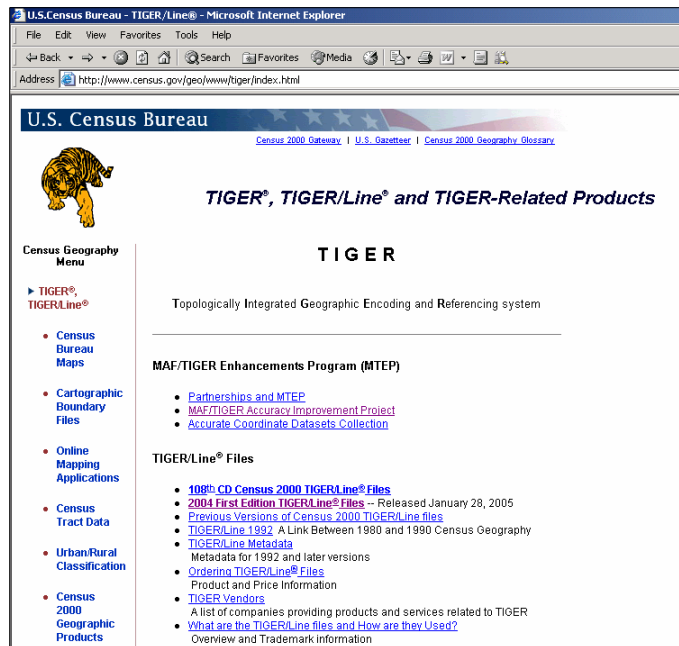 U.S.Census Bureau - TIGER/Line® - Microsoft Internet Explorer
File Edit View Favorites Tools Help
Back Search Favorites Media
Address http://www.census.gov/geo/www/tiger/index.html
U.S. Census Bureau
Census 2000 Gateway | U.S. Gazetteer | Census 2000 Geography Glossary
TIGER®, TIGER/Line® and TIGER-Related Products
Census Geography
Menu
TIGER®,
TIGER/Line®
• Census
Bureau
Maps
• Cartographic
Boundary
Files
• Online
Mapping
Applications
• Census
Tract Data
• Urban/Rural
Classification
• Census
2000
Geographic
Products
T I G E R
Topologically Integrated Geographic Encoding and Referencing system
MAF/TIGER Enhancements Program (MTEP)
• Partnerships and MTEP
• MAF/TIGER Accuracy Improvement Project
• Accurate Coordinate Datasets Collection
TIGER/Line® Files
• 108th CD Census 2000 TIGER/Line® Files
• 2004 First Edition TIGER/Line® Files -- Released January 28, 2005
• Previous Versions of Census 2000 TIGER/Line files
• TIGER/Line 1992 A Link Between 1980 and 1990 Census Geography
• TIGER/Line Metadata
Metadata for 1992 and later versions
• Ordering TIGER/Line® Files
Product and Price Information
• TIGER Vendors
A list of companies providing products and services related to TIGER
• What are the TIGER/Line files and How are they Used?
Overview and Trademark information